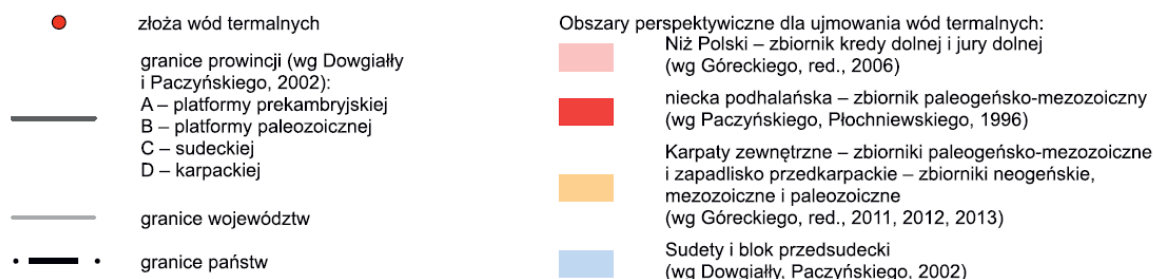 złoża wód termalnych
granice prowincji (wg Dowgiałły
i Paczyńskiego, 2002):
A – platformy prekambryjskiej
B – platformy paleozoicznej
C – sudeckiej
D – karpackiej
granice województw
granice państw
Obszary perspektywiczne dla ujmowania wód termalnych:
Niż Polski – zbiornik kredy dolnej i jury dolnej
(wg Góreckiego, red., 2006)
niecka podhalańska – zbiornik paleogeńsko-mezozoiczny
(wg Paczyńskiego, Płochniewskiego, 1996)
Karpaty zewnętrzne – zbiorniki paleogeńsko-mezozoiczne
i zapadlisko przedkarpackie – zbiorniki neogeńskie,
mezozoiczne i paleozoiczne
(wg Góreckiego, red., 2011, 2012, 2013)
Sudety i blok przedsudecki
(wg Dowgiałły, Paczyńskiego, 2002)